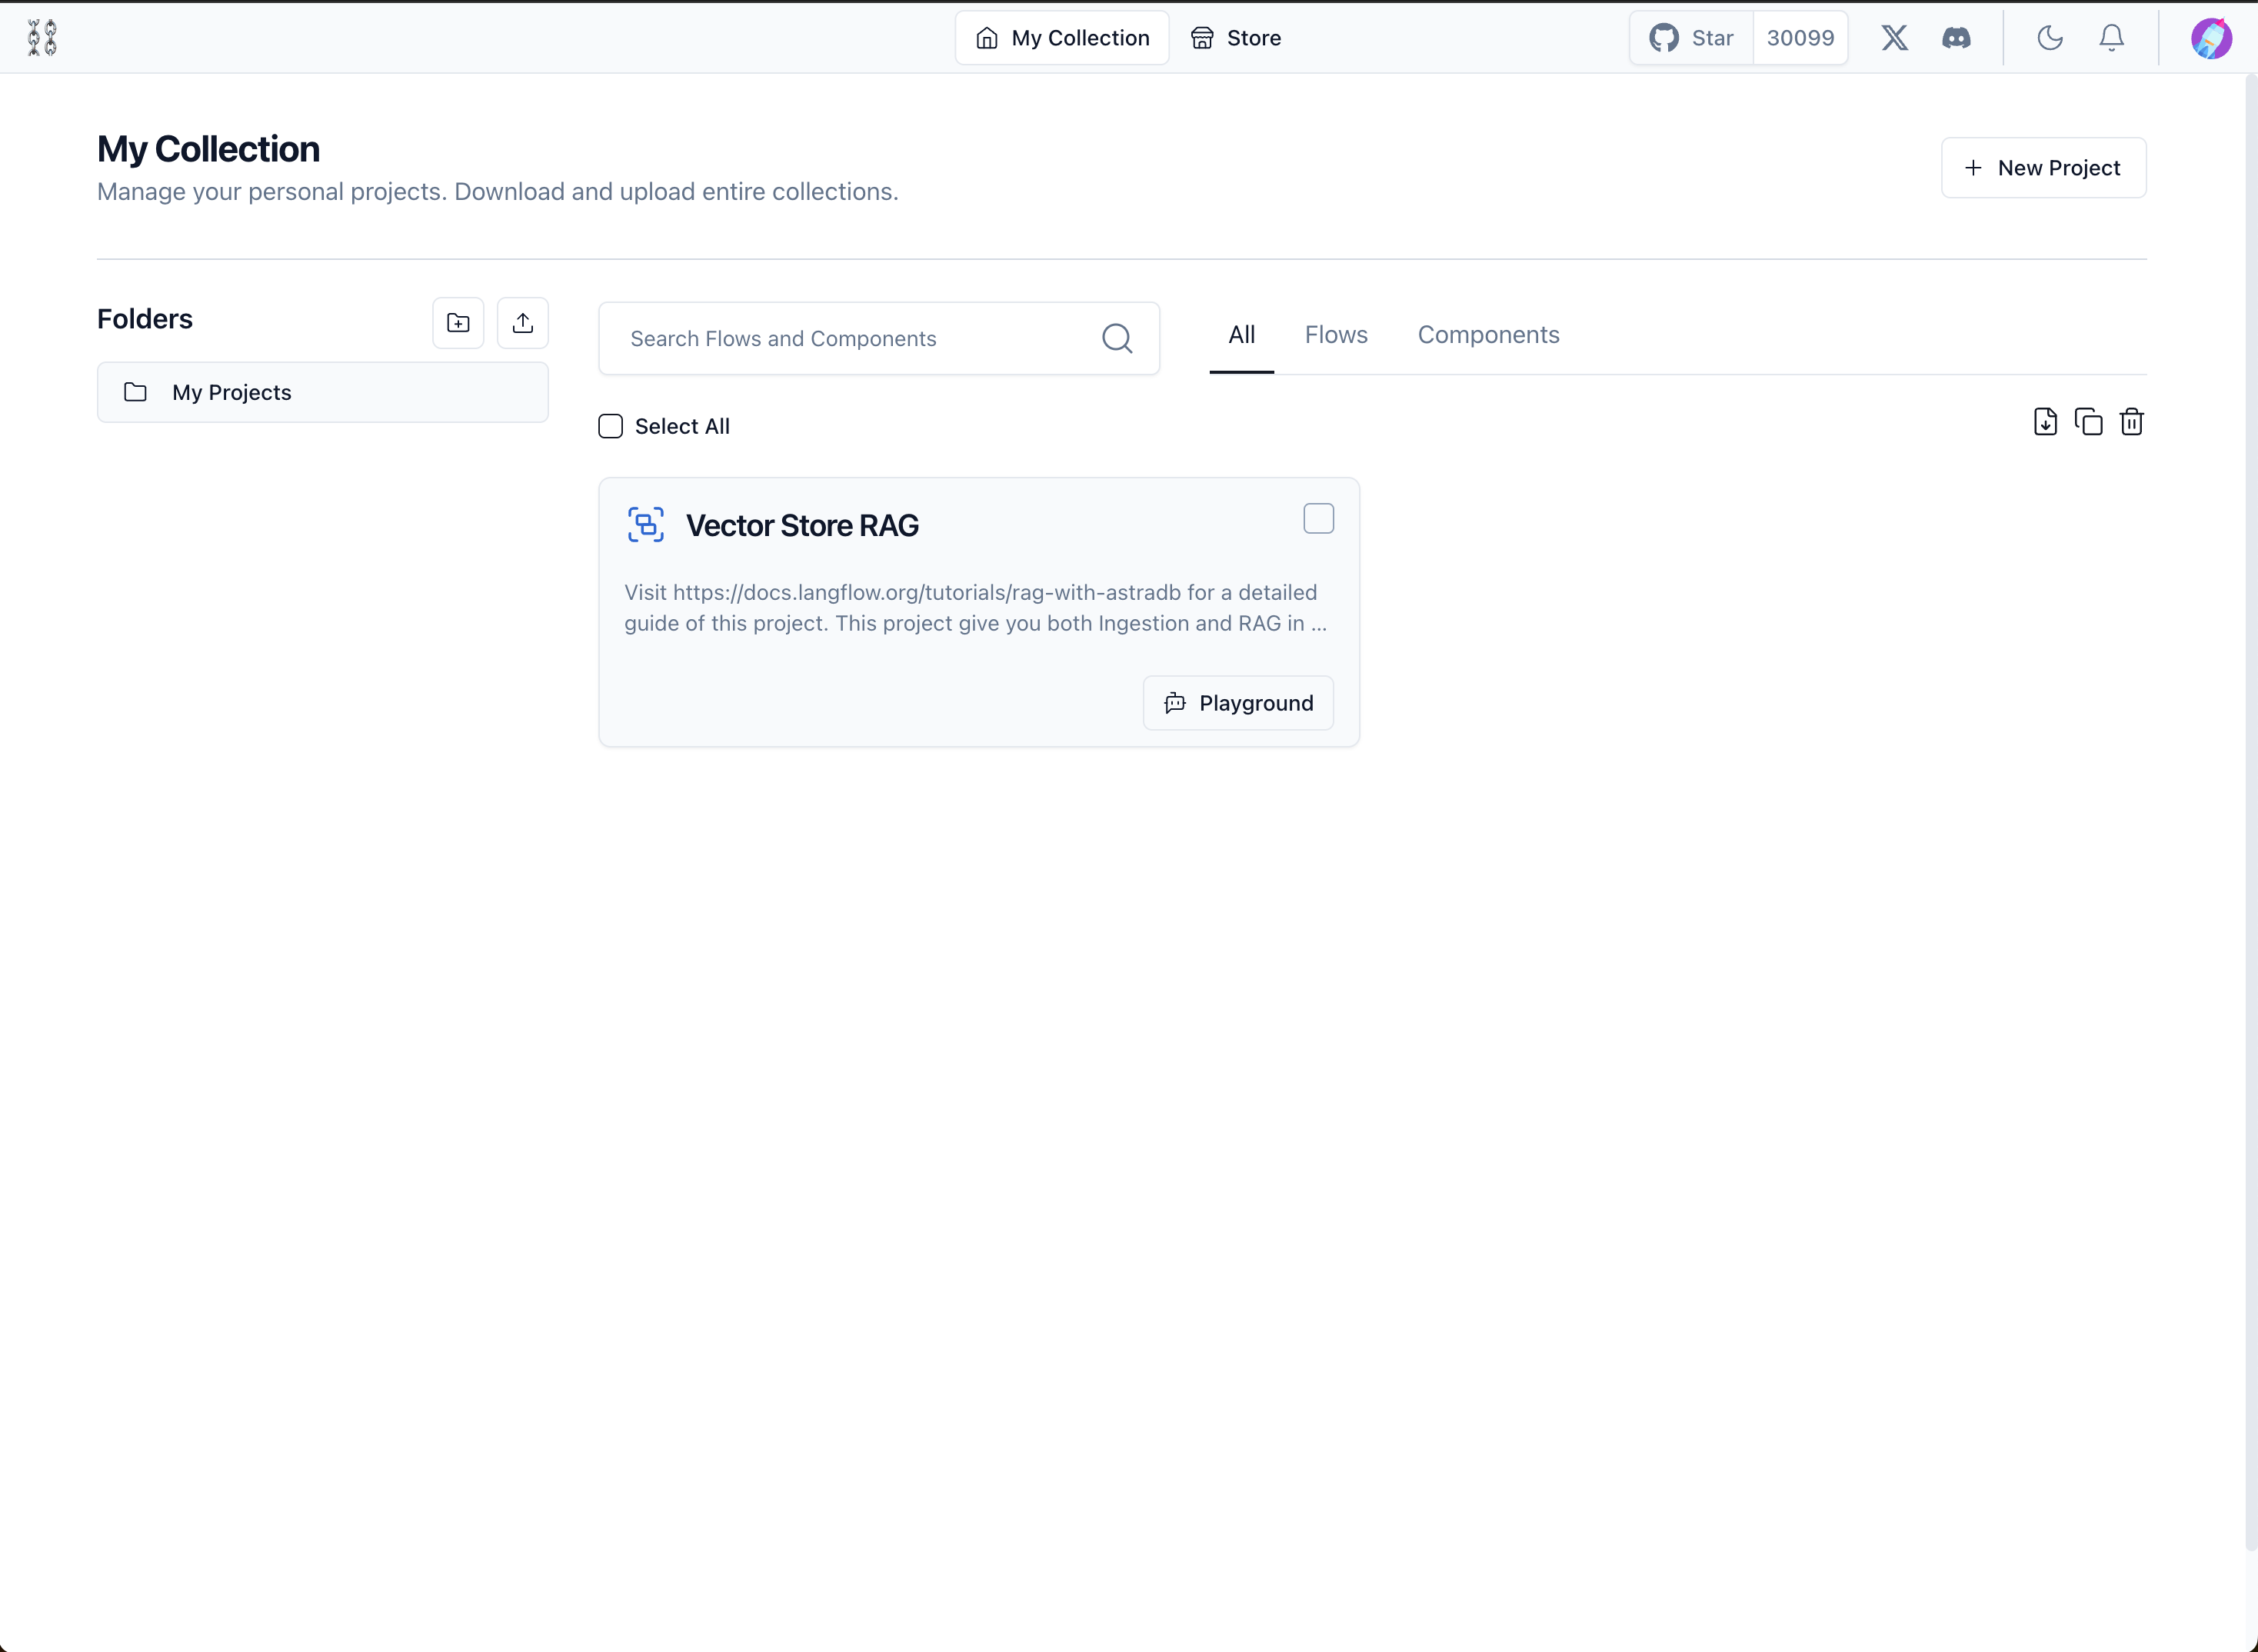 My Collection
Store
Star
30099
My Collection
Manage your personal projects. Download and upload entire collections.
New Project
Folders
My Projects
Search Flows and Components
All
Flows
Components
Select All
Vector Store RAG
Visit https://docs.langflow.org/tutorials/rag-with-astradb for a detailed
guide of this project. This project give you both Ingestion and RAG in ...
Playground